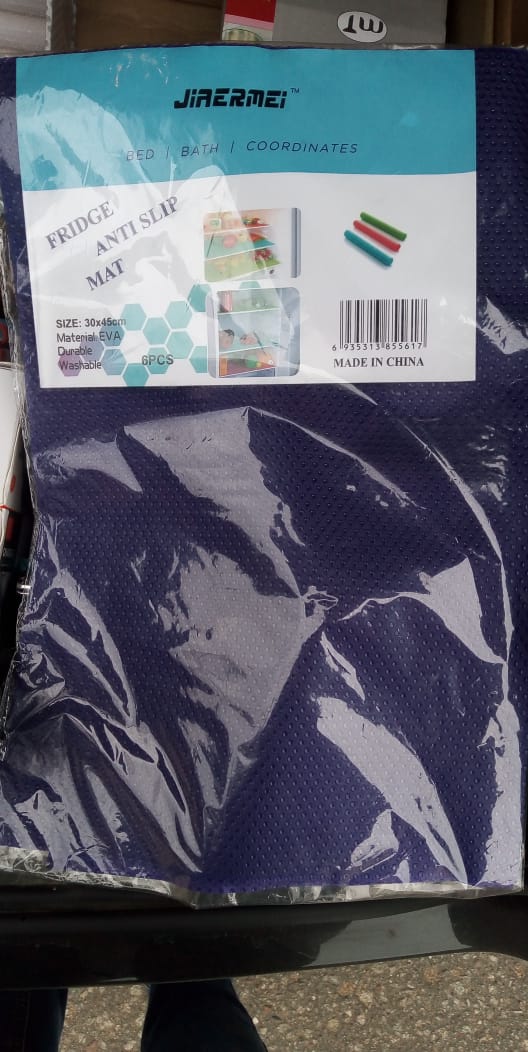 JIAERMEI™
BED | BATH | COORDINATES
FRIDGE
ANTI SLIP
MAT
SIZE: 30x45cm
Material: EVA
Durable
Washable
6PCS
6 935313 855617
MADE IN CHINA